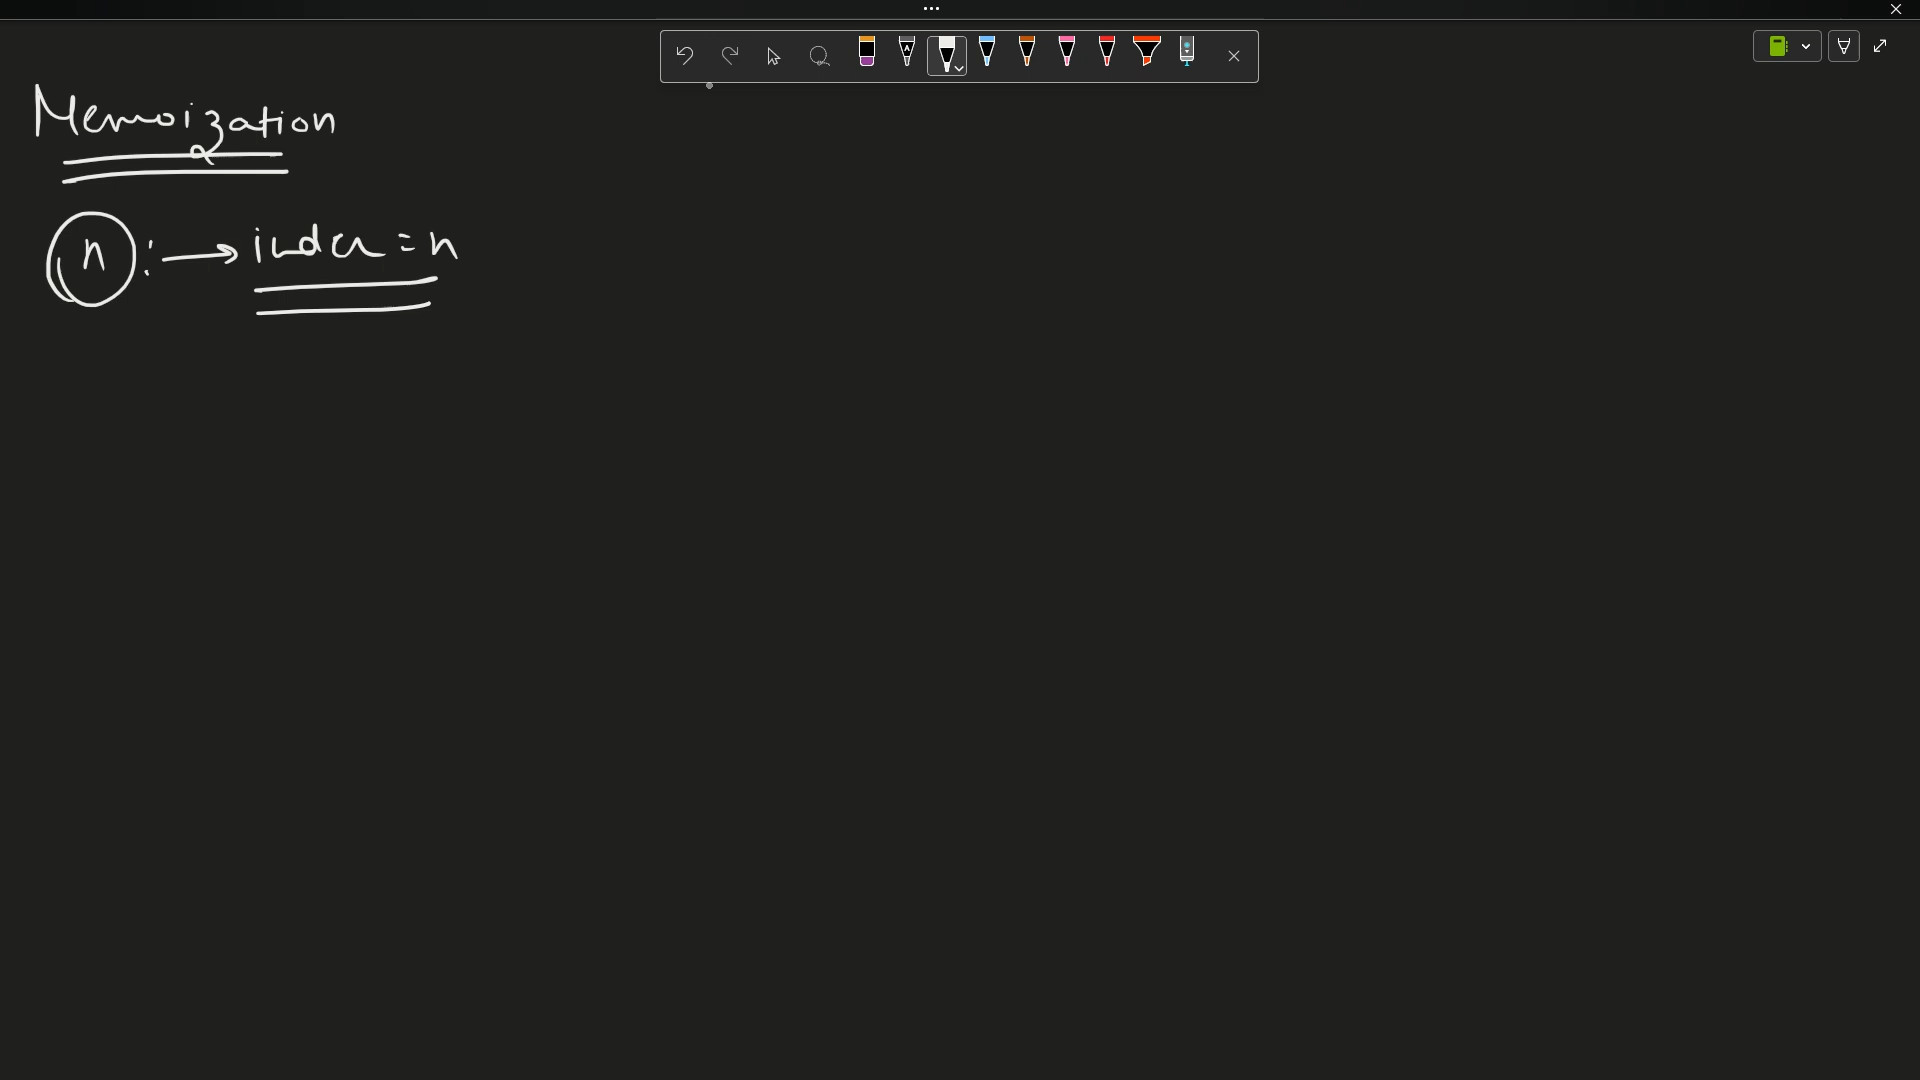 Memoization
n : → index = n